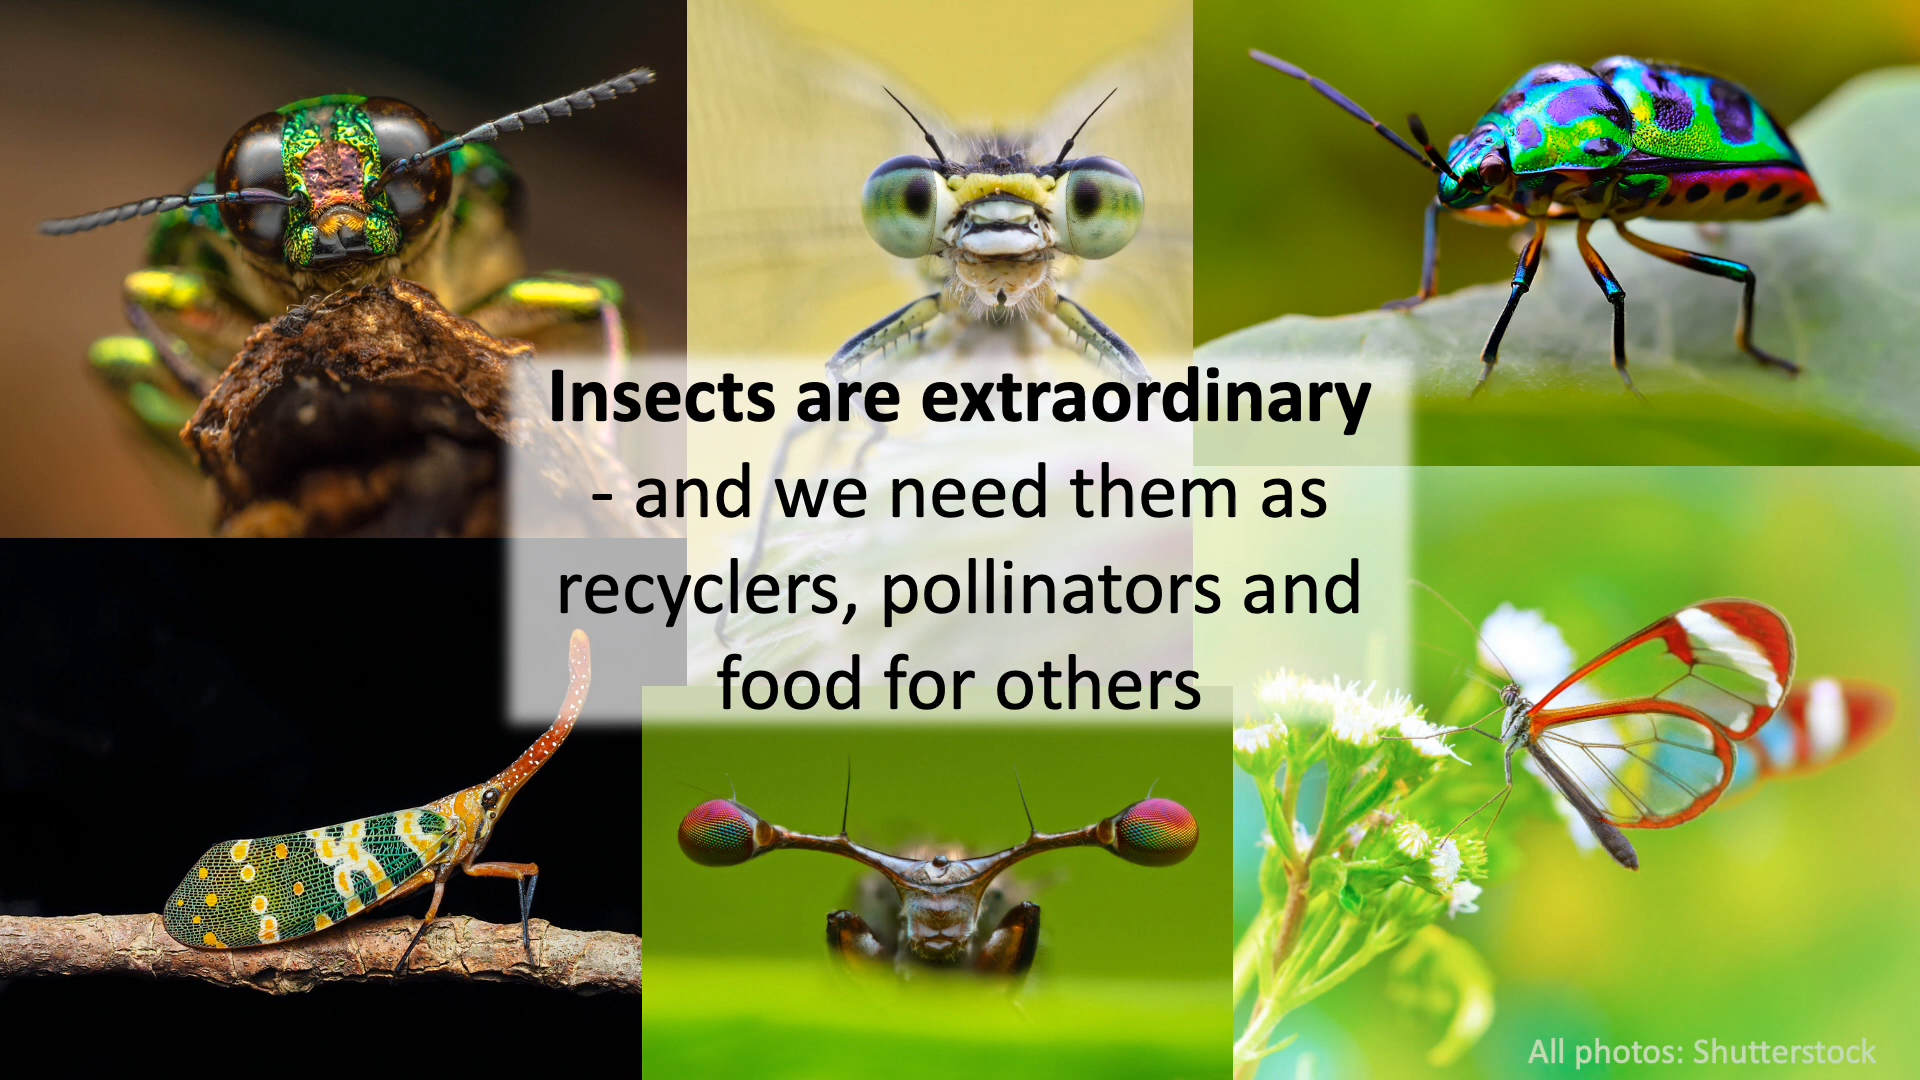 Insects are extraordinary
- and we need them as
recyclers, pollinators and
food for others
All photos: Shutterstock